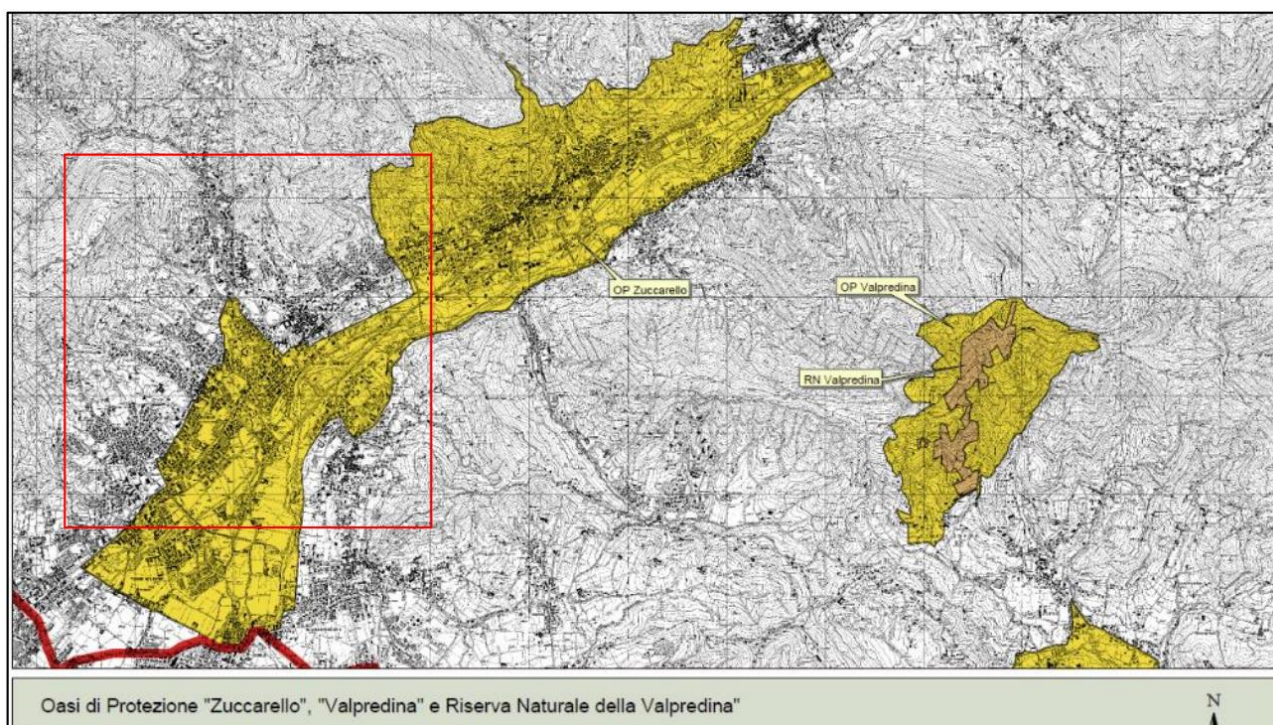 OP Zuccarello
OP Valpredina
RN Valpredina
Oasi di Protezione "Zuccarello", "Valpredina" e Riserva Naturale della Valpredina"
N